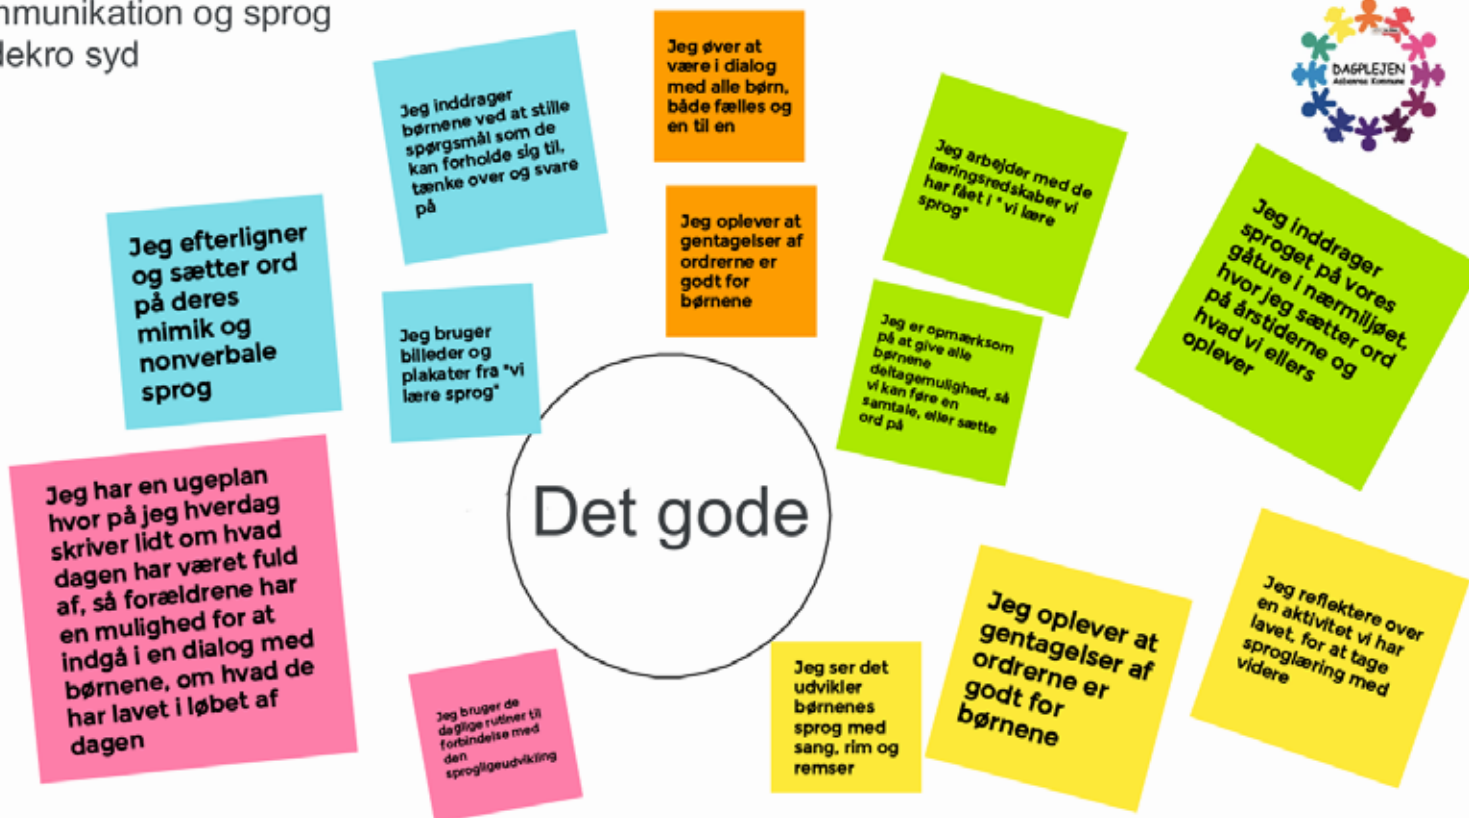 mmunikation og sprog
dekro syd
Jeg inddrager
børnene ved at stille
spørgsmål som de
kan forholde sig til,
tænke over og svare
på
Jeg øver at
være i dialog
med alle børn,
både fælles og
en til en
DAGPLEJEN
Aabenraa Kommune
Jeg arbejder med de
læringsredskaber vi
har fået i "vi lære
sprog"
Jeg efterligner
og sætter ord
på deres
mimik og
nonverbale
sprog
Jeg oplever at
gentagelser af
ordrerne er
godt for
børnene
Jeg inddrager
sproget på vores
gåture i nærmiljøet,
hvor jeg sætter ord
på årstiderne og
hvad vi ellers
oplever
Jeg bruger
billeder og
plakater fra "vi
lære sprog"
Jeg er opmærksom
på at give alle
børnene
deltagemulighed, så
vi kan føre en
samtale, eller sætte
ord på
Jeg har en ugeplan
hvor på jeg hverdag
skriver lidt om hvad
dagen har været fuld
af, så forældrene har
en mulighed for at
indgå i en dialog med
børnene, om hvad de
har lavet i løbet af
dagen
Det gode
Jeg bruger de
daglige rutiner til
forbindelse med
den
sprogligeudvikling
Jeg ser det
udvikler
børnenes
sprog med
sang, rim og
remser
Jeg oplever at
gentagelser af
ordrerne er
godt for
børnene
Jeg reflektere over
en aktivitet vi har
lavet, for at tage
sproglæring med
videre